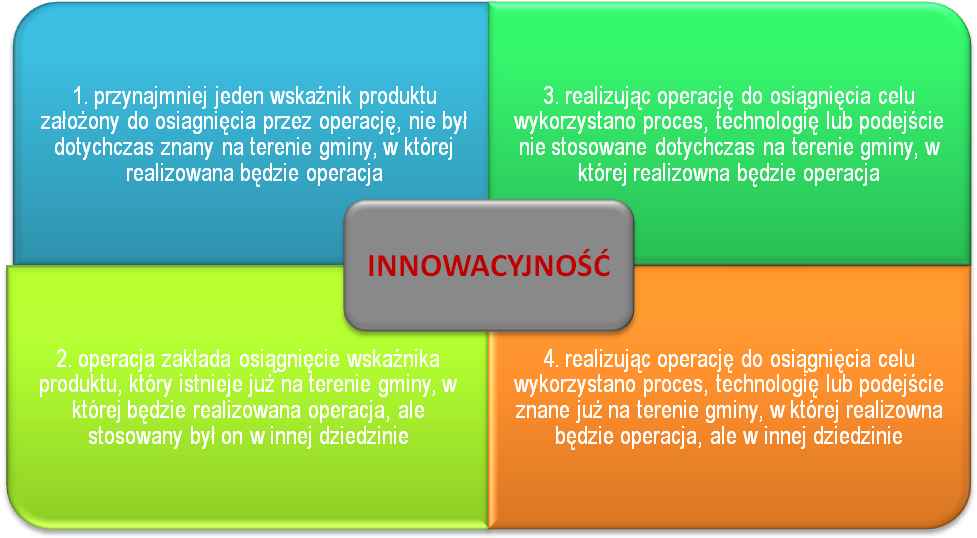 1. przynajmniej jeden wskaźnik produktu
założony do osiagnięcia przez operację, nie był
dotychczas znany na terenie gminy, w której
realizowana będzie operacja
3. realizując operację do osiągnięcia celu
wykorzystano proces, technologię lub podejście
nie stosowane dotychczas na terenie gminy, w
której realizowna będzie operacja
INNOWACYJNOŚĆ
2. operacja zakłada osiągnięcie wskaźnika
produktu, który istnieje już na terenie gminy, w
której będzie realizowana operacja, ale
stosowany był on w innej dziedzinie
4. realizując operację do osiągnięcia celu
wykorzystano proces, technologię lub podejście
znane już na terenie gminy, w której realizowna
będzie operacja, ale w innej dziedzinie